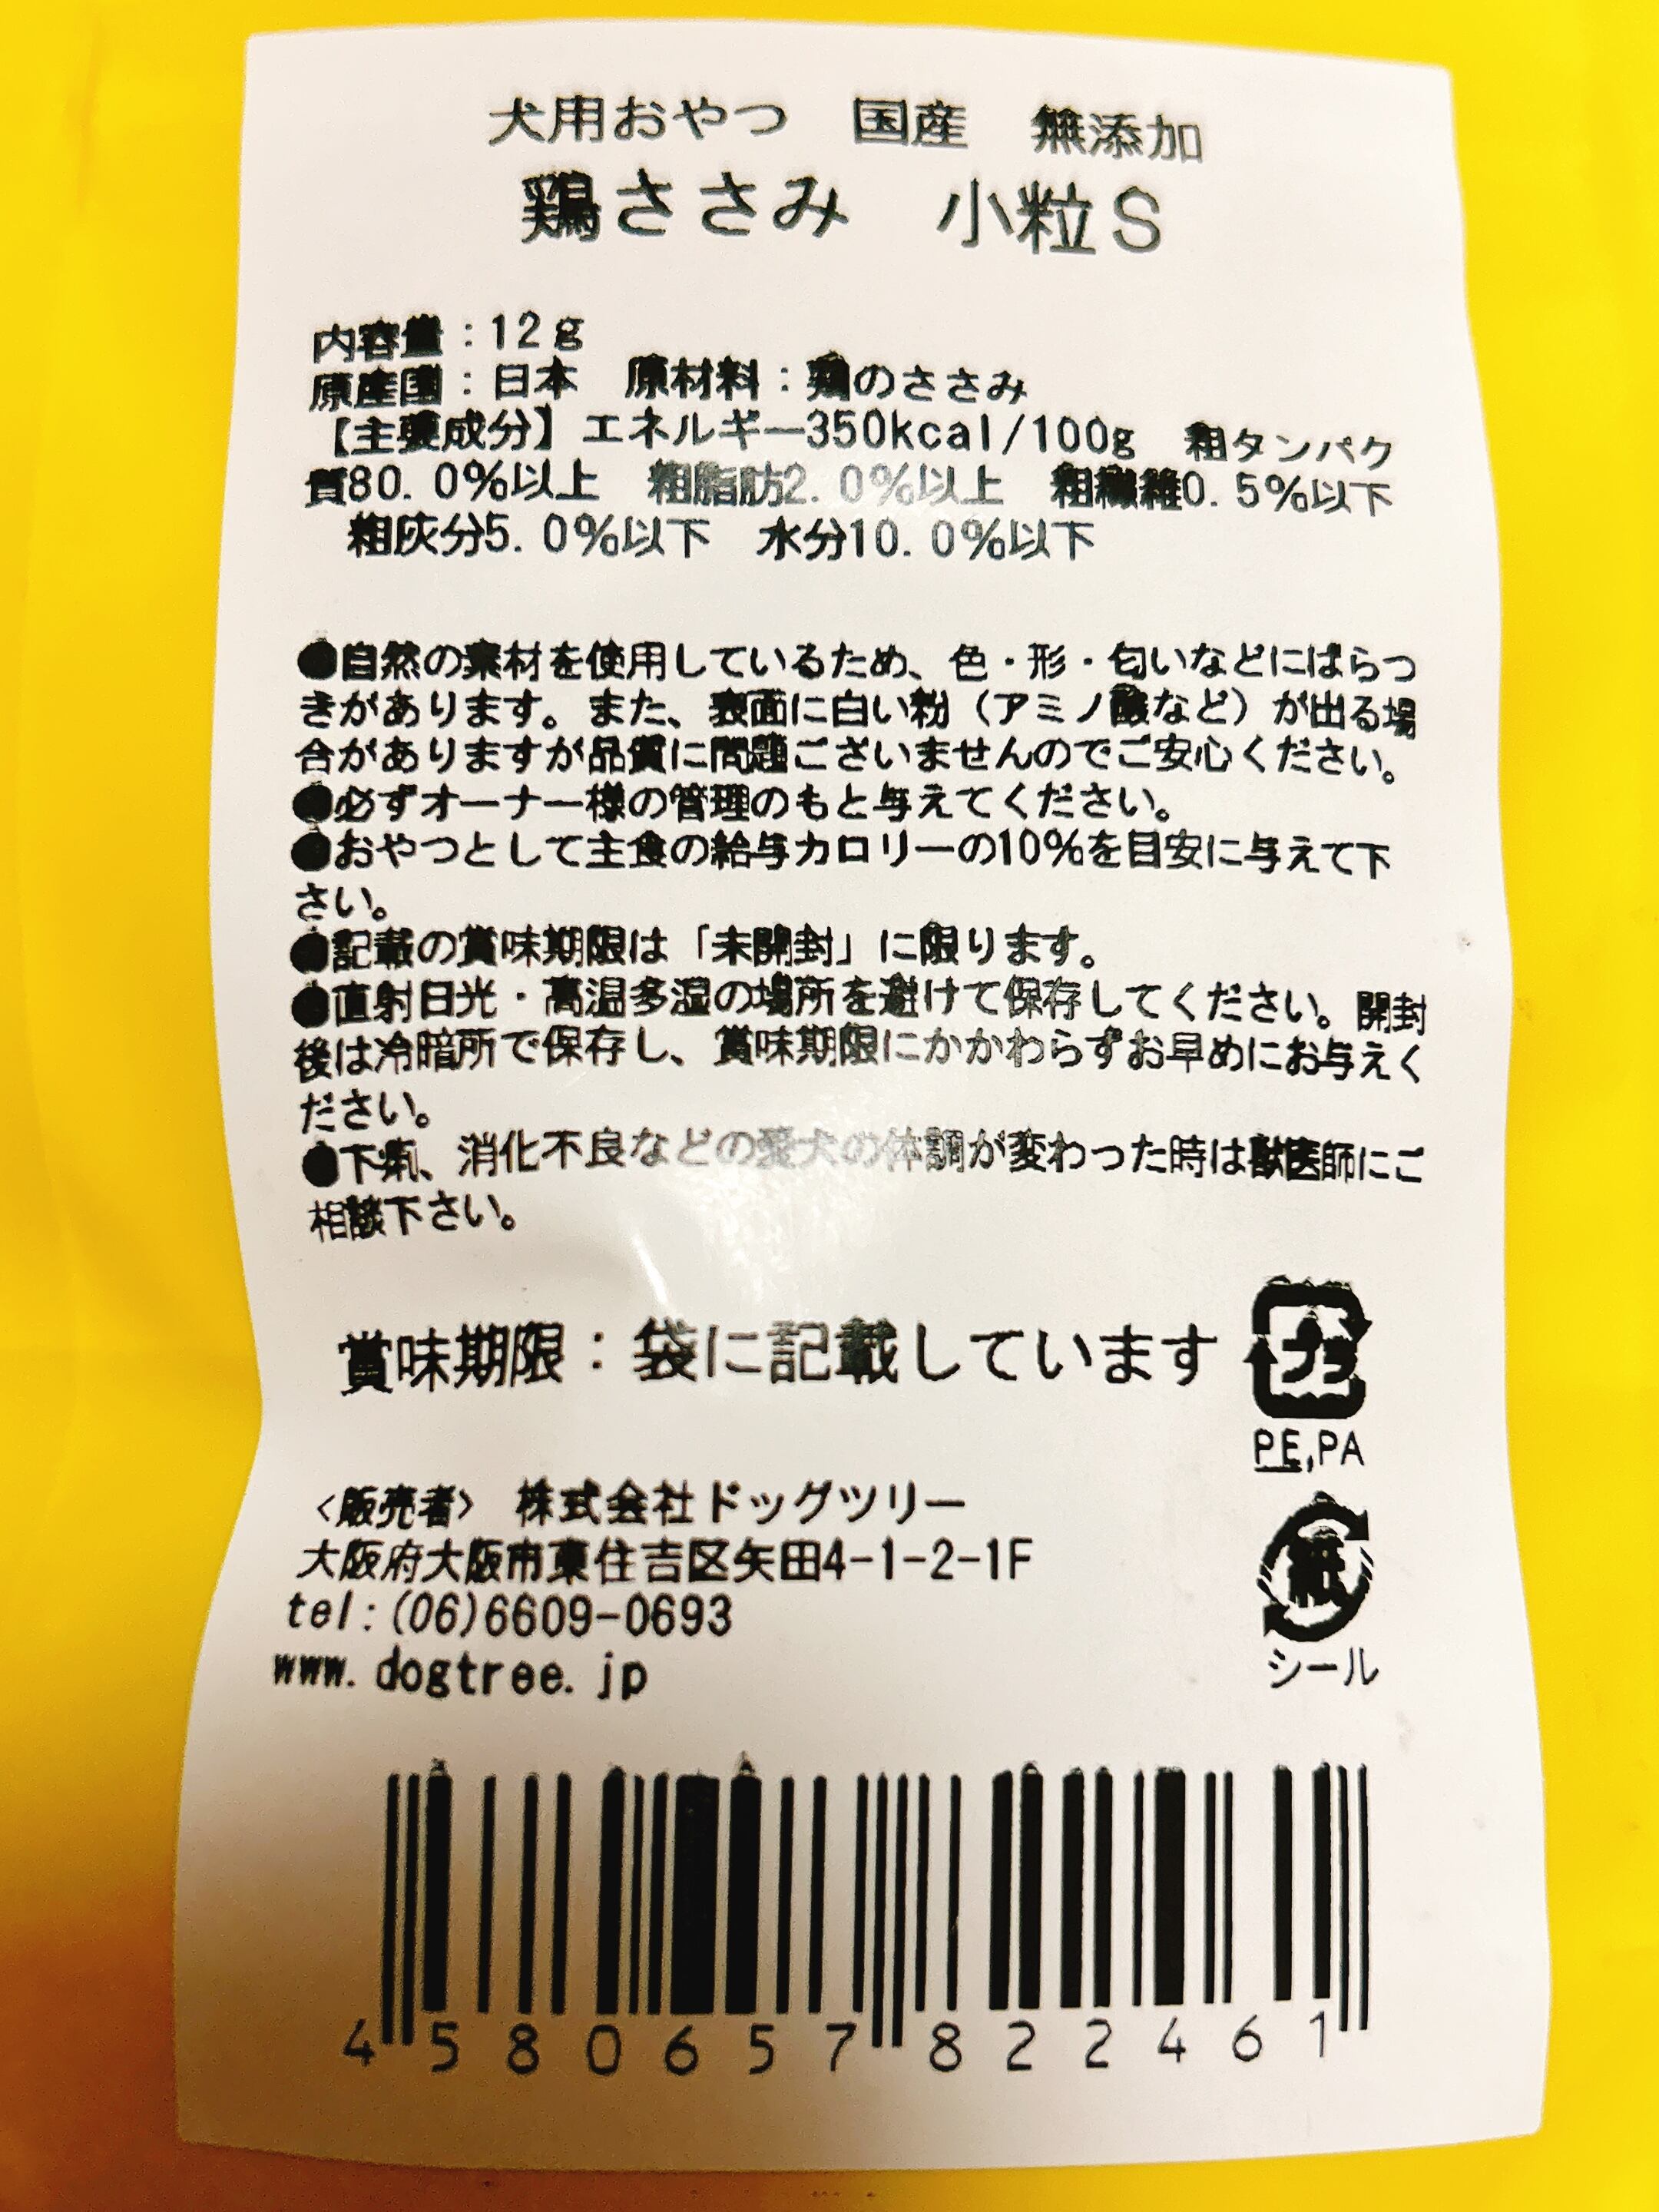 犬用おやつ　国産　無添加
鶏ささみ　小粒S
内容量：12g
原産国：日本　原材料：鶏のささみ
【主要成分】エネルギー350kcal/100g　粗タンパク
質80.0%以上　粗脂肪2.0%以上　粗繊維0.5%以下
粗灰分5.0%以下　水分10.0%以下
●自然の素材を使用しているため、色・形・匂いなどにばらつ
きがあります。また、表面に白い粉（アミノ酸など）が出る場
合がありますが品質に問題ございませんのでご安心ください。
●必ずオーナー様の管理のもと与えてください。
●おやつとして主食の給与カロリーの10%を目安に与えて下
さい。
●記載の賞味期限は「未開封」に限ります。
●直射日光・高温多湿の場所を避けて保存してください。開封
後は冷暗所で保存し、賞味期限にかかわらずお早めにお与えく
ださい。
●下痢、消化不良などの愛犬の体調が変わった時は獣医師にご
相談下さい。
賞味期限：袋に記載しています
プラ
PE,PA
<販売者>　株式会社ドッグツリー
大阪府大阪市東住吉区矢田4-1-2-1F
tel:(06)6609-0693
www.dogtree.jp
紙
シール
4580657822461